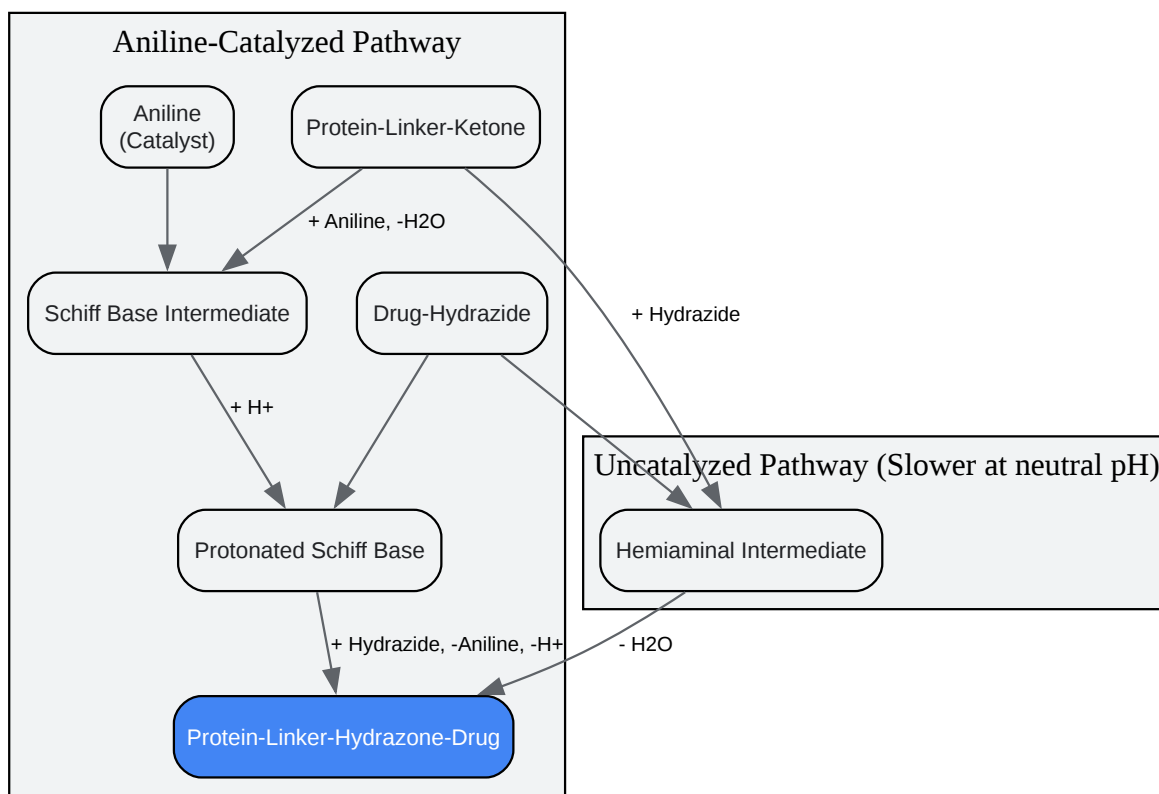 Aniline-Catalyzed Pathway
Aniline
(Catalyst)
Protein-Linker-Ketone
+ Aniline, -H2O
Schiff Base Intermediate
Drug-Hydrazide
+ Hydrazide
+ H+
Uncatalyzed Pathway (Slower at neutral pH)
Protonated Schiff Base
Hemiaminal Intermediate
+ Hydrazide, -Aniline, -H+
- H2O
Protein-Linker-Hydrazone-Drug